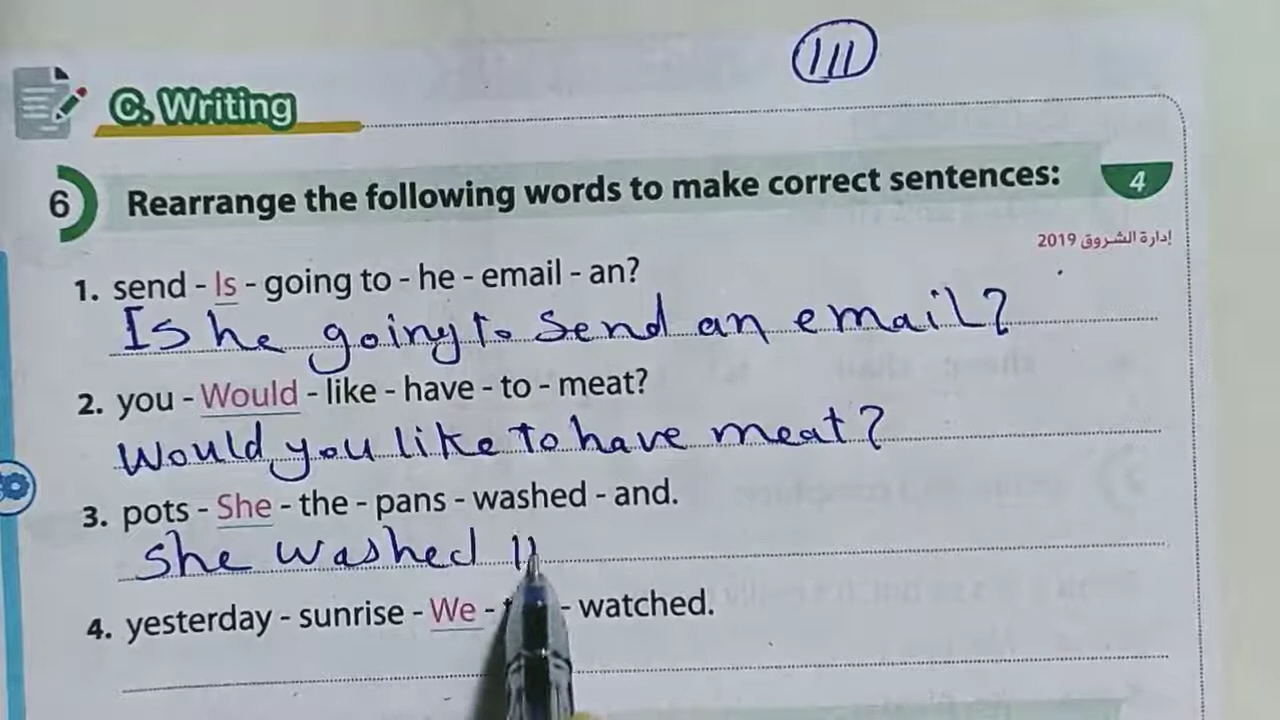 111
C. Writing
6 Rearrange the following words to make correct sentences: 4
إدارة الشروق 2019
1. send - Is - going to - he - email - an?
Is he going to send an email?
2. you - Would - like - have - to - meat?
Would you like to have meat?
3. pots - She - the - pans - washed - and.
She washed
4. yesterday - sunrise - We - - watched.